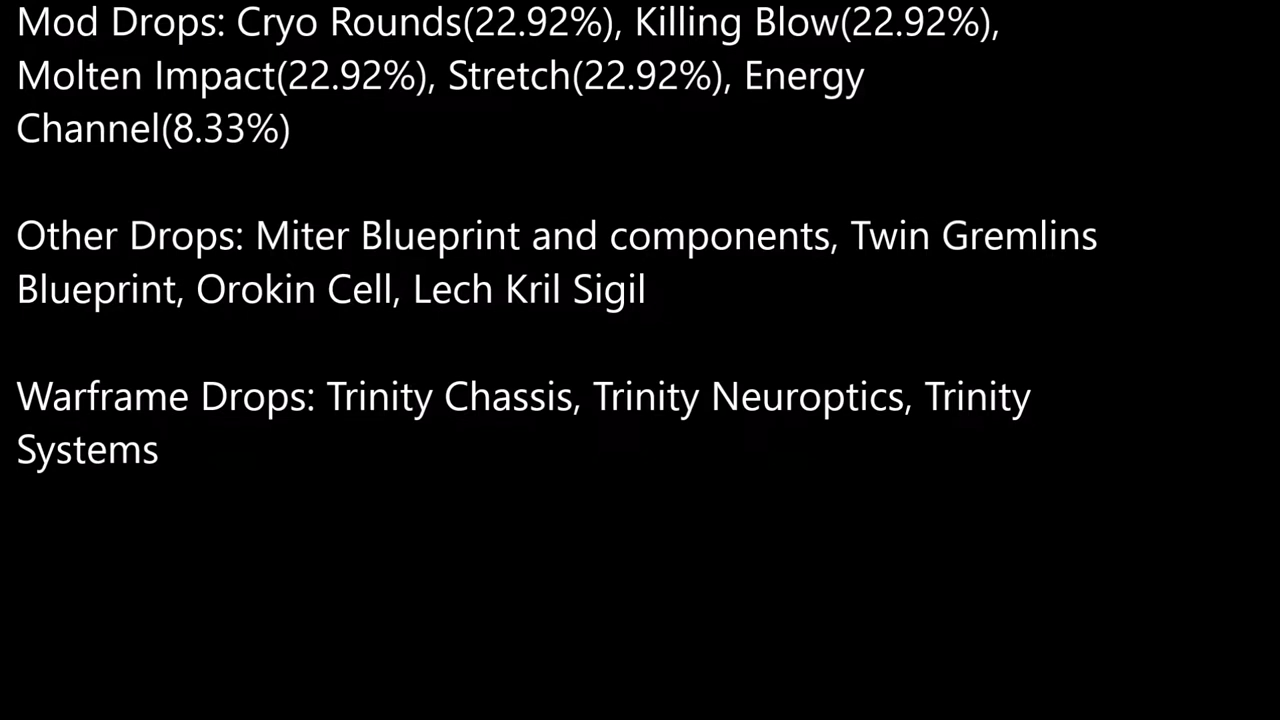 Mod Drops: Cryo Rounds(22.92%), Killing Blow(22.92%),
Molten Impact(22.92%), Stretch(22.92%), Energy
Channel(8.33%)
Other Drops: Miter Blueprint and components, Twin Gremlins
Blueprint, Orokin Cell, Lech Kril Sigil
Warframe Drops: Trinity Chassis, Trinity Neuroptics, Trinity
Systems